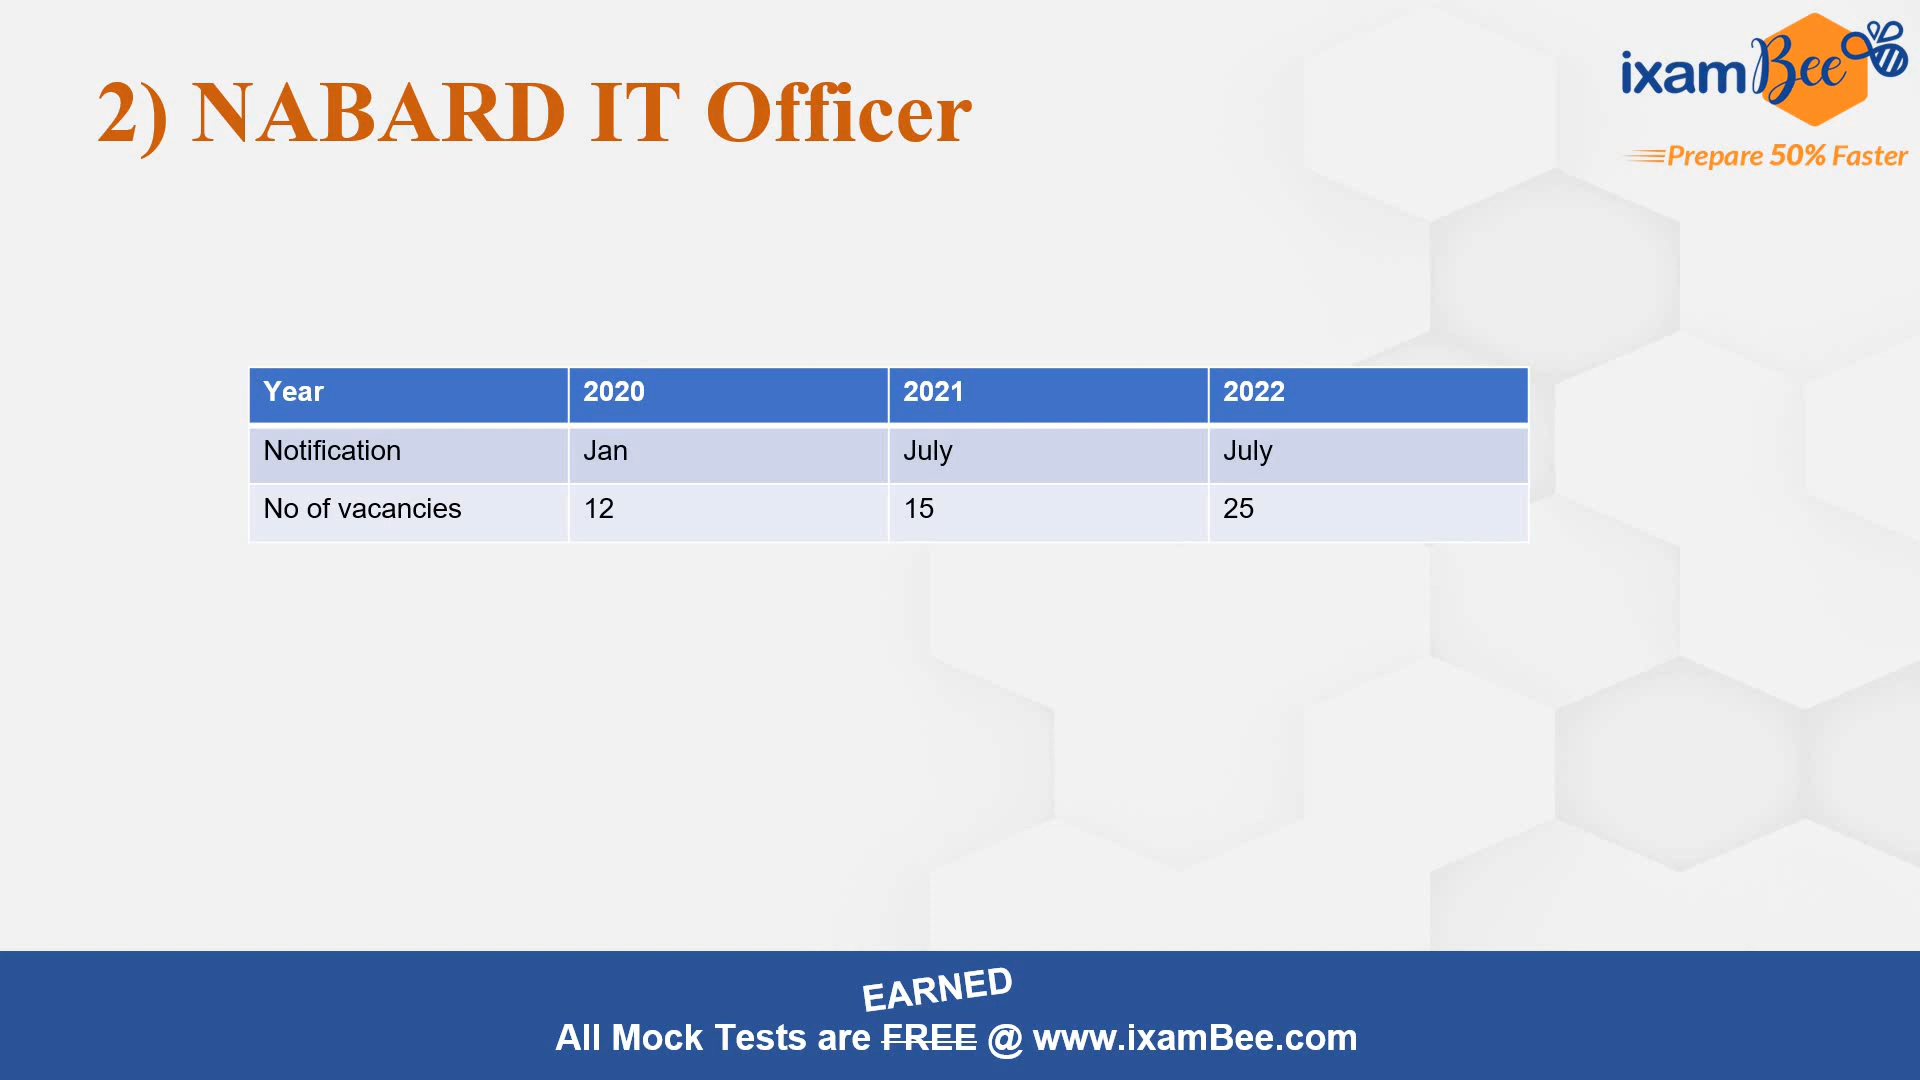 2) NABARD IT Officer
ixamBee
Prepare 50% Faster
Year 2020 2021 2022
Notification Jan July July
No of vacancies 12 15 25
EARNED
All Mock Tests are FREE @ www.ixamBee.com